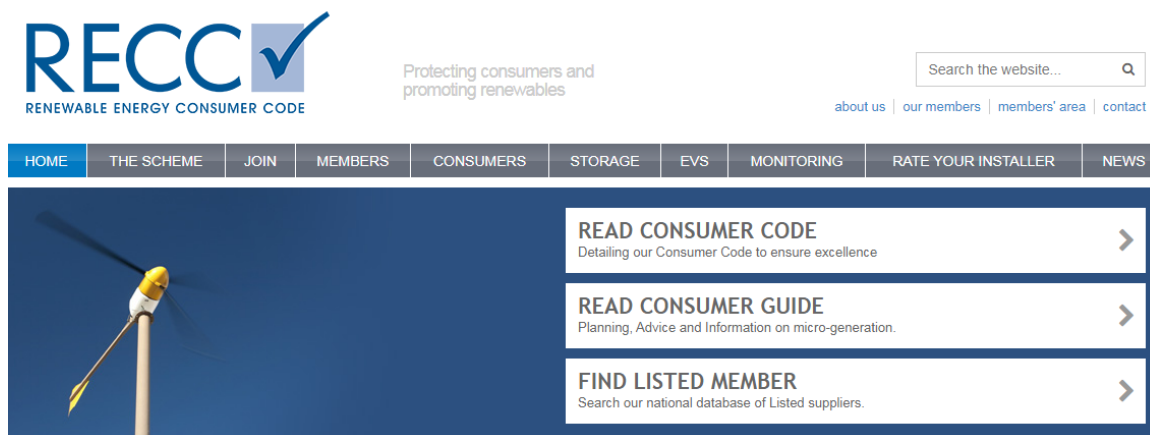 RECC
RENEWABLE ENERGY CONSUMER CODE
Protecting consumers and
promoting renewables
Search the website...
about us our members members' area contact
HOME THE SCHEME JOIN MEMBERS CONSUMERS STORAGE EVS MONITORING RATE YOUR INSTALLER NEWS
READ CONSUMER CODE
Detailing our Consumer Code to ensure excellence
READ CONSUMER GUIDE
Planning, Advice and Information on micro-generation.
FIND LISTED MEMBER
Search our national database of Listed suppliers.